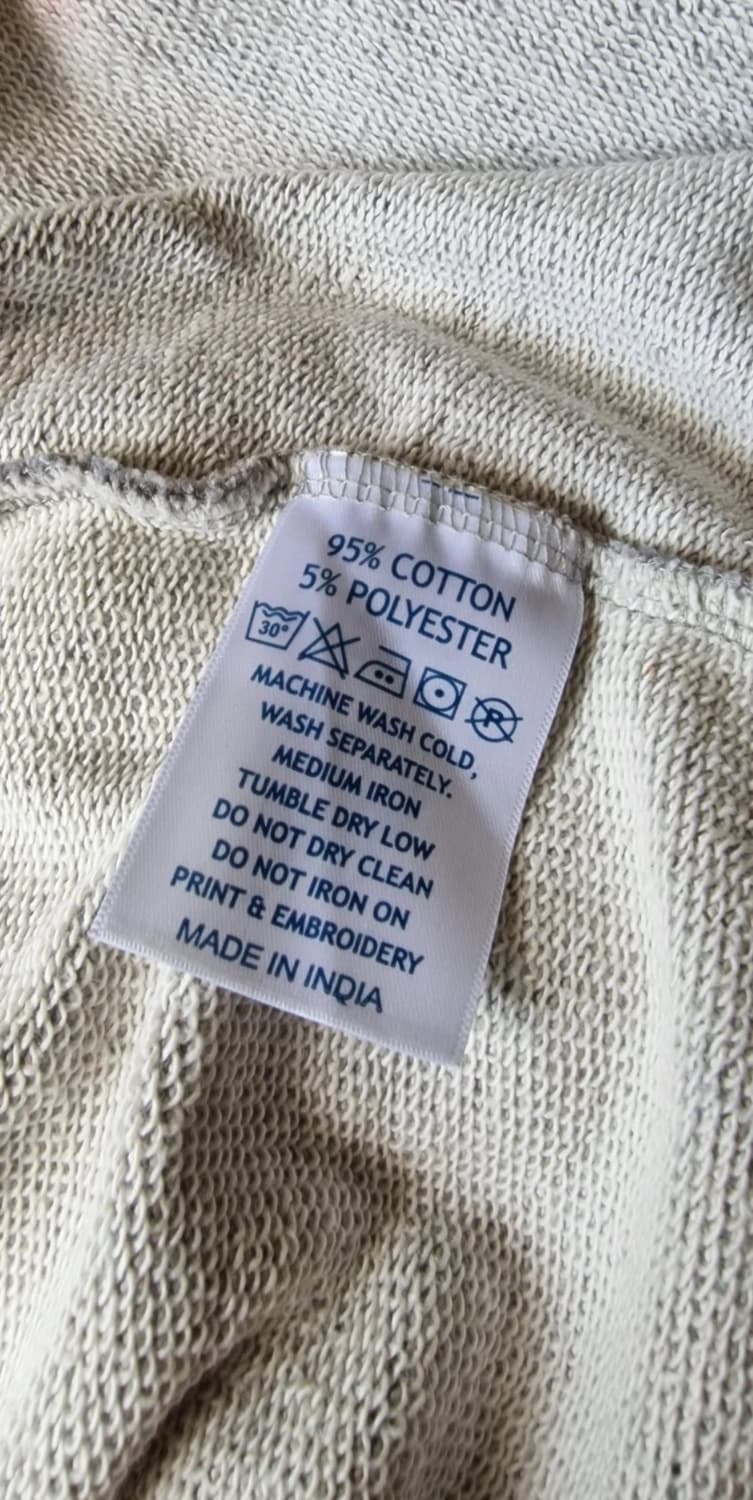 95% COTTON
5% POLYESTER
30° P
MACHINE WASH COLD,
WASH SEPARATELY.
MEDIUM IRON
TUMBLE DRY LOW
DO NOT DRY CLEAN
DO NOT IRON ON
PRINT & EMBROIDERY
MADE IN INDIA